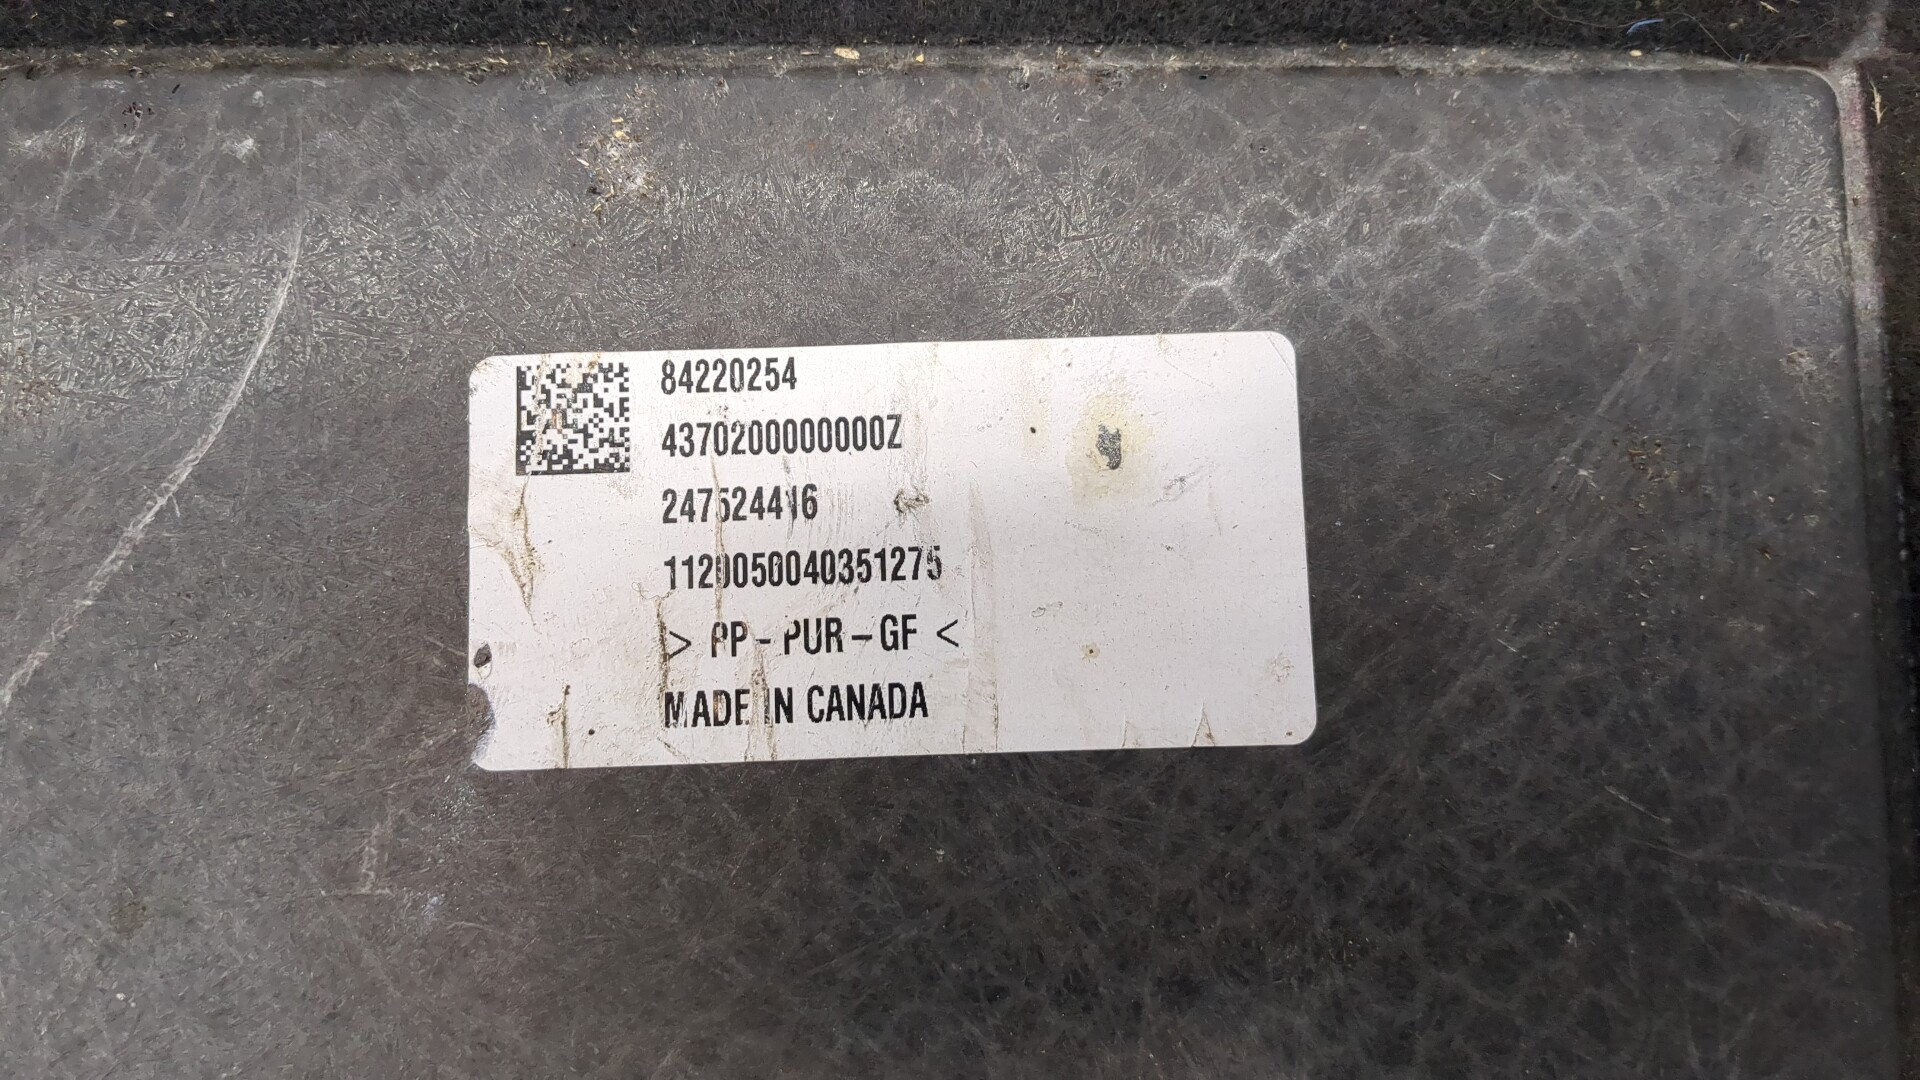 84220254
4370200000000Z
247524416
1120050040351275
> PP - PUR - GF <
MADE IN CANADA